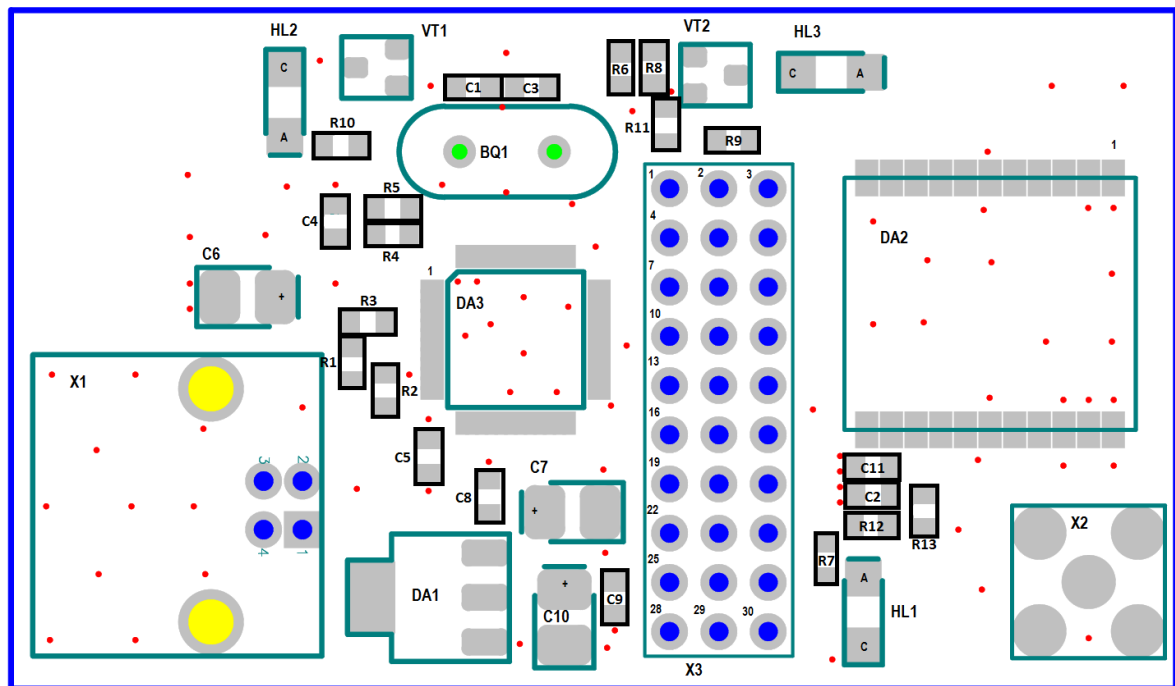 HL2
VT1
VT2
HL3
C
C1
C3
R6
R8
C
A
A
R10
BQ1
R11
R9
1
1
2
3
R5
C4
R4
4
DA2
C6
+
1
DA3
7
R3
10
R1
R2
13
X1
16
C5
3
2
19
C7
C8
+
C11
C2
22
R12
R13
X2
4
1
25
R7
DA1
+
C9
A
C10
28
29
30
HL1
C
X3